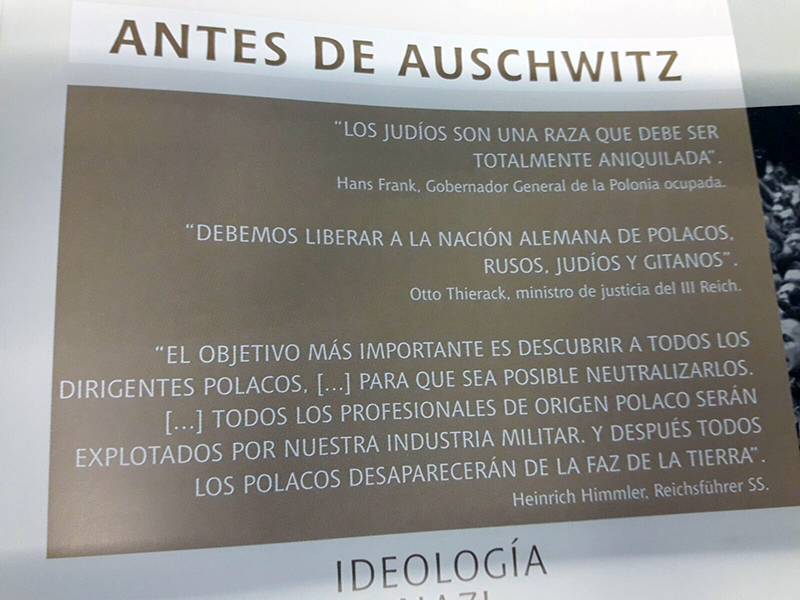 ANTES DE AUSCHWITZ
“LOS JUDÍOS SON UNA RAZA QUE DEBE SER
TOTALMENTE ANIQUILADA”.
Hans Frank, Gobernador General de la Polonia ocupada.
“DEBEMOS LIBERAR A LA NACIÓN ALEMANA DE POLACOS,
RUSOS, JUDÍOS Y GITANOS”.
Otto Thierack, ministro de justicia del III Reich.
“EL OBJETIVO MÁS IMPORTANTE ES DESCUBRIR A TODOS LOS
DIRIGENTES POLACOS, [...] PARA QUE SEA POSIBLE NEUTRALIZARLOS.
[...] TODOS LOS PROFESIONALES DE ORIGEN POLACO SERÁN
EXPLOTADOS POR NUESTRA INDUSTRIA MILITAR. Y DESPUÉS TODOS
LOS POLACOS DESAPARECERÁN DE LA FAZ DE LA TIERRA”.
Heinrich Himmler, Reichsführer SS.
IDEOLOGÍA
NAZI